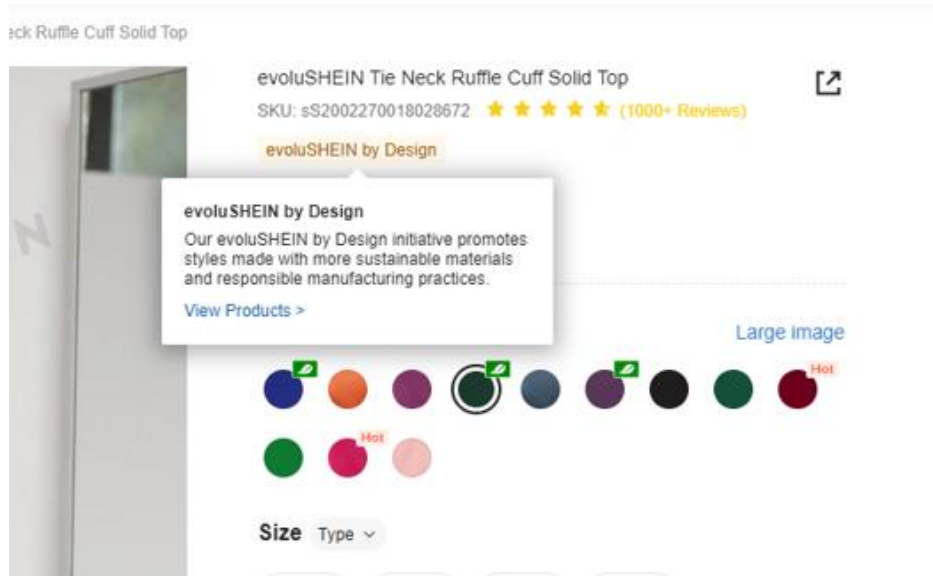 eck Ruffle Cuff Solid Top
evoluSHEIN Tie Neck Ruffle Cuff Solid Top
SKU: sS2002270018028672 (1000+ Reviews)
evoluSHEIN by Design
evoluSHEIN by Design
Our evoluSHEIN by Design initiative promotes
styles made with more sustainable materials
and responsible manufacturing practices.
View Products >
Large image
Hot
Hot
Size Type
N